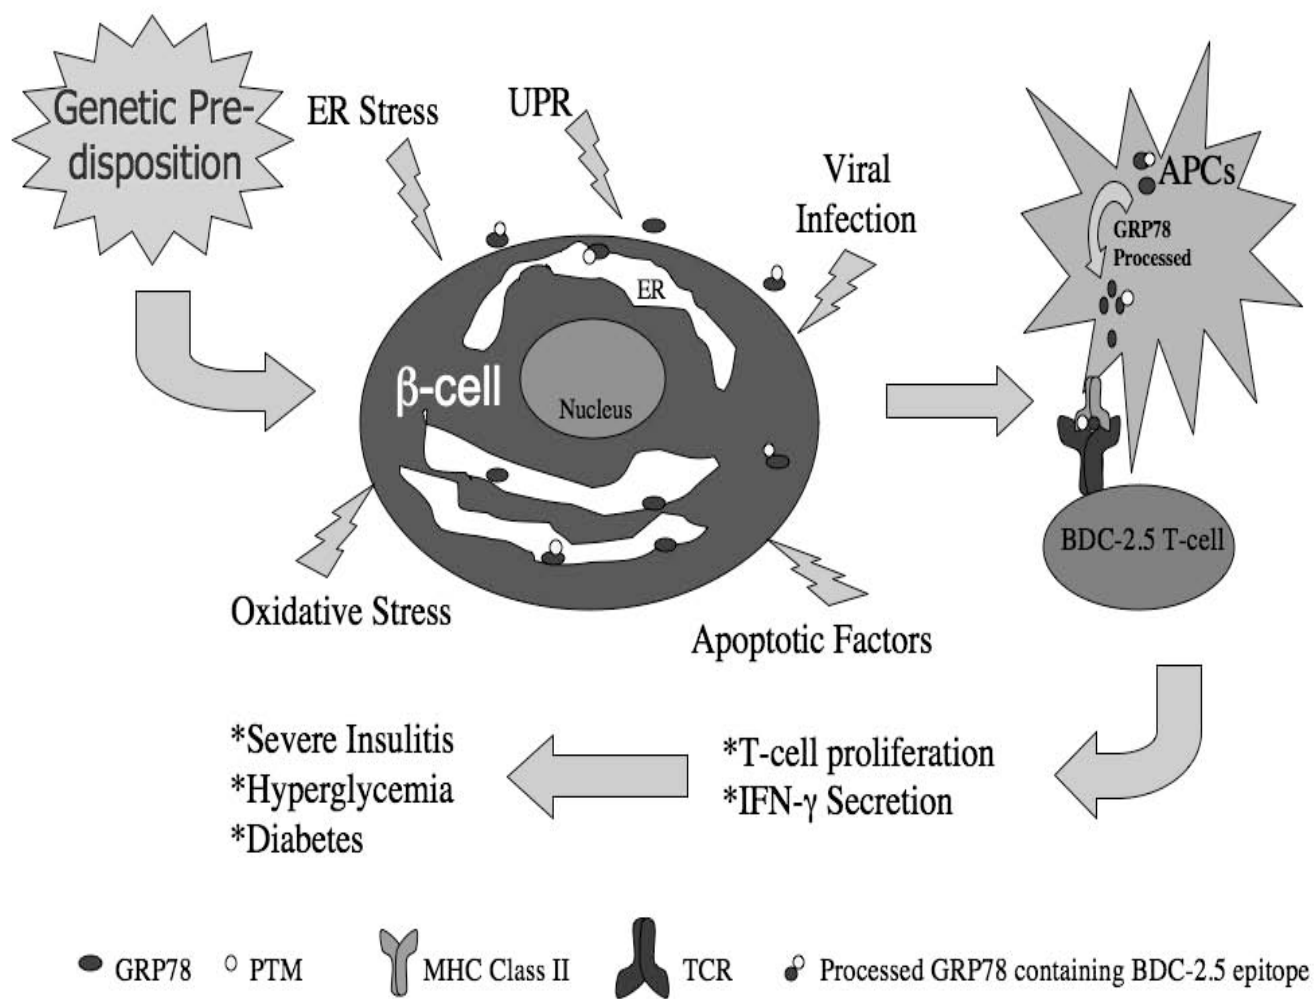 Genetic Pre-
disposition
ER Stress
UPR
Viral
Infection
APCs
GRP78
Processed
ER
β-cell
Nucleus
BDC-2.5 T-cell
Oxidative Stress
Apoptotic Factors
*Severe Insulitis
*Hyperglycemia
*Diabetes
*T-cell proliferation
*IFN-γ Secretion
GRP78
PTM
MHC Class II
TCR
Processed GRP78 containing BDC-2.5 epitope